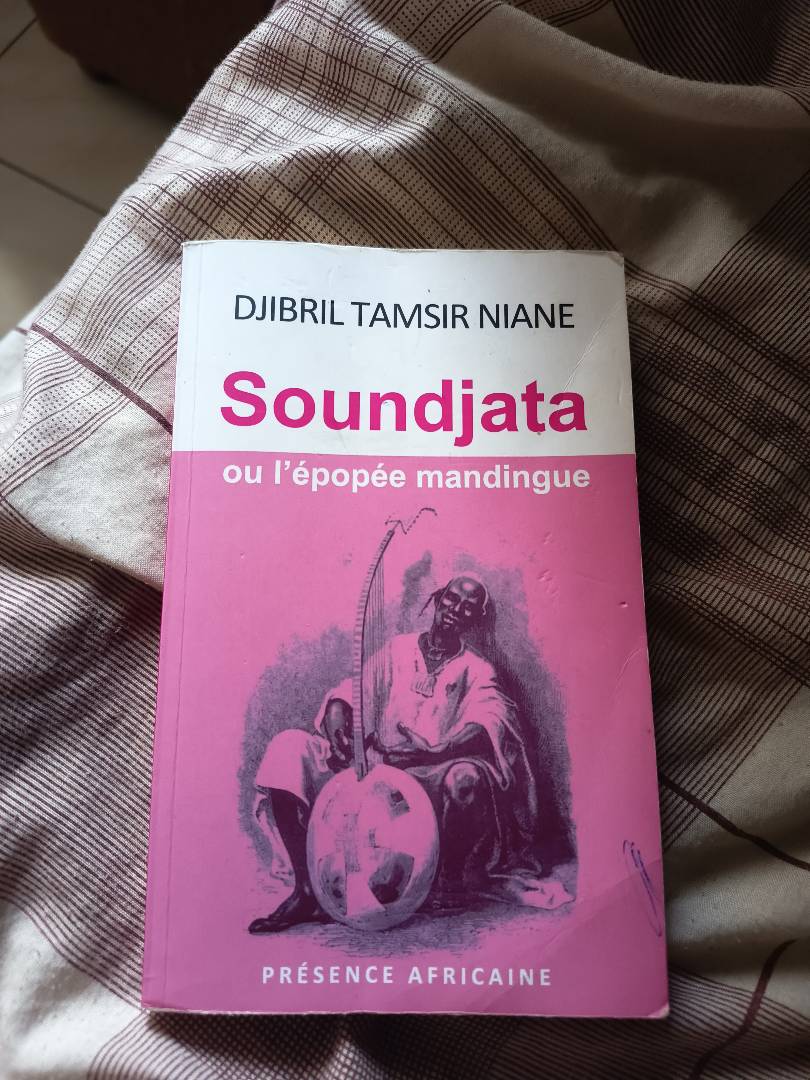 DJIBRIL TAMSIR NIANE
Soundjata
ou l'épopée mandingue
PRÉSENCE AFRICAINE